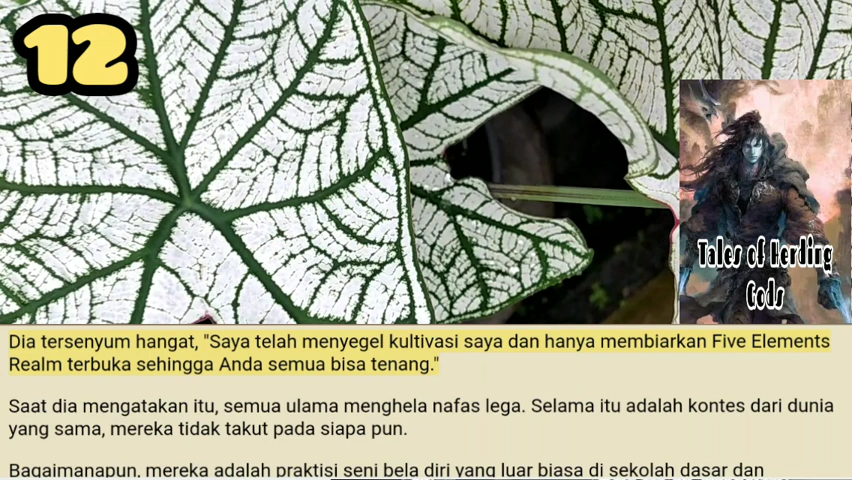 12
Tales of Herding
Gods
Dia tersenyum hangat, "Saya telah menyegel kultivasi saya dan hanya membiarkan Five Elements
Realm terbuka sehingga Anda semua bisa tenang."
Saat dia mengatakan itu, semua ulama menghela nafas lega. Selama itu adalah kontes dari dunia
yang sama, mereka tidak takut pada siapa pun.
Bagaimanapun, mereka adalah praktisi seni bela diri yang luar biasa di sekolah dasar dan